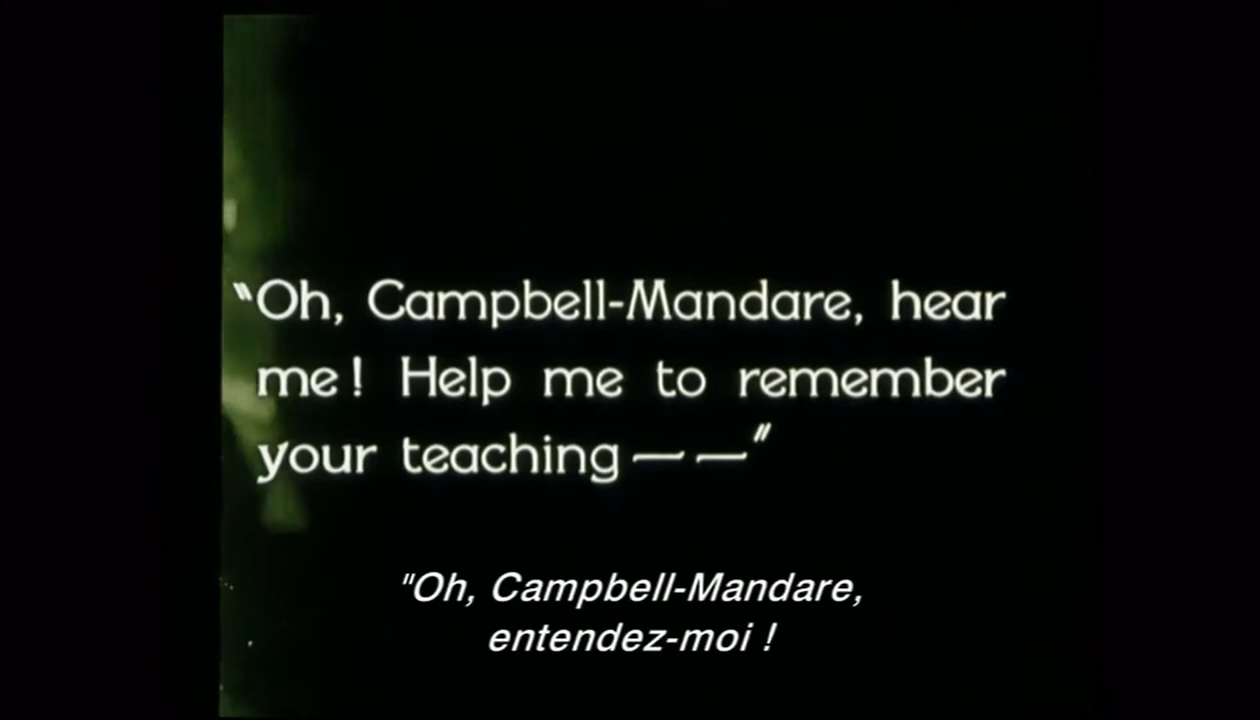 "Oh, Campbell-Mandare, hear
me! Help me to remember
your teaching — —"
"Oh, Campbell-Mandare,
entendez-moi !